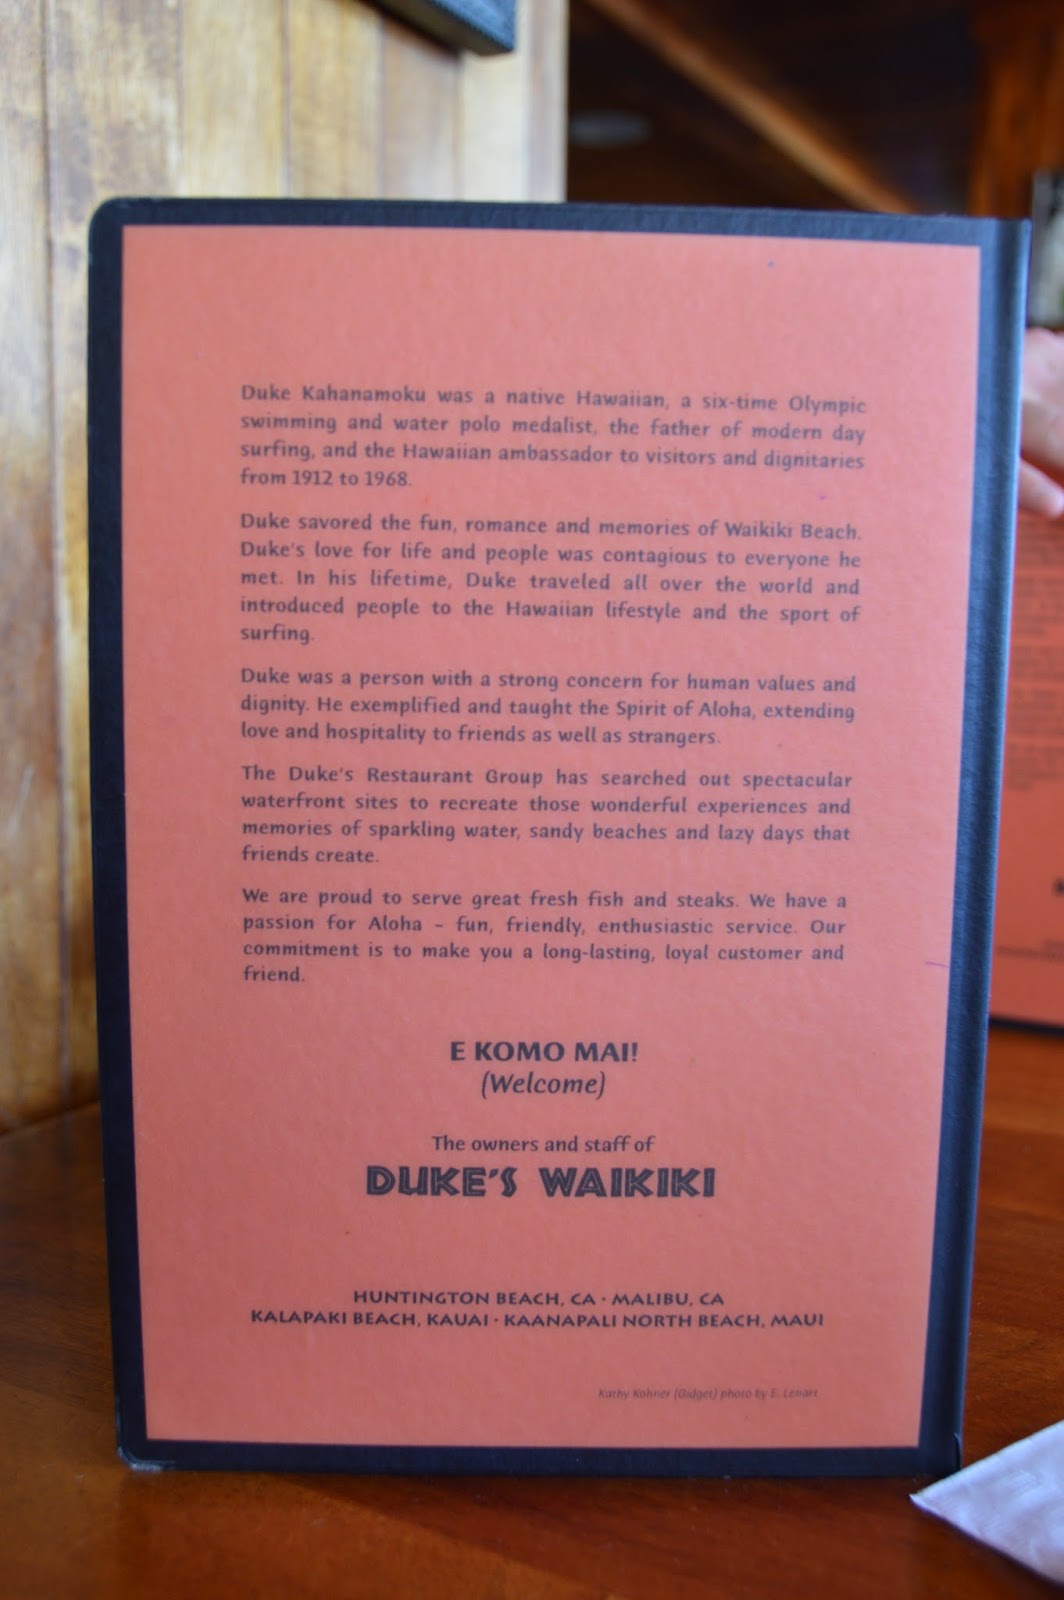 Duke Kahanamoku was a native Hawaiian, a six-time Olympic
swimming and water polo medalist, the father of modern day
surfing, and the Hawaiian ambassador to visitors and dignitaries
from 1912 to 1968.
Duke savored the fun, romance and memories of Waikiki Beach.
Duke's love for life and people was contagious to everyone he
met. In his lifetime, Duke traveled all over the world and
introduced people to the Hawaiian lifestyle and the sport of
surfing.
Duke was a person with a strong concern for human values and
dignity. He exemplified and taught the Spirit of Aloha, extending
love and hospitality to friends as well as strangers.
The Duke's Restaurant Group has searched out spectacular
waterfront sites to recreate those wonderful experiences and
memories of sparkling water, sandy beaches and lazy days that
friends create.
We are proud to serve great fresh fish and steaks. We have a
passion for Aloha – fun, friendly, enthusiastic service. Our
commitment is to make you a long-lasting, loyal customer and
friend.
E KOMO MAI!
(Welcome)
The owners and staff of
DUKE'S WAIKIKI
HUNTINGTON BEACH, CA · MALIBU, CA
KALAPAKI BEACH, KAUAI · KAANAPALI NORTH BEACH, MAUI
Kathy Kohner (Gidget) photo by E. Lenart